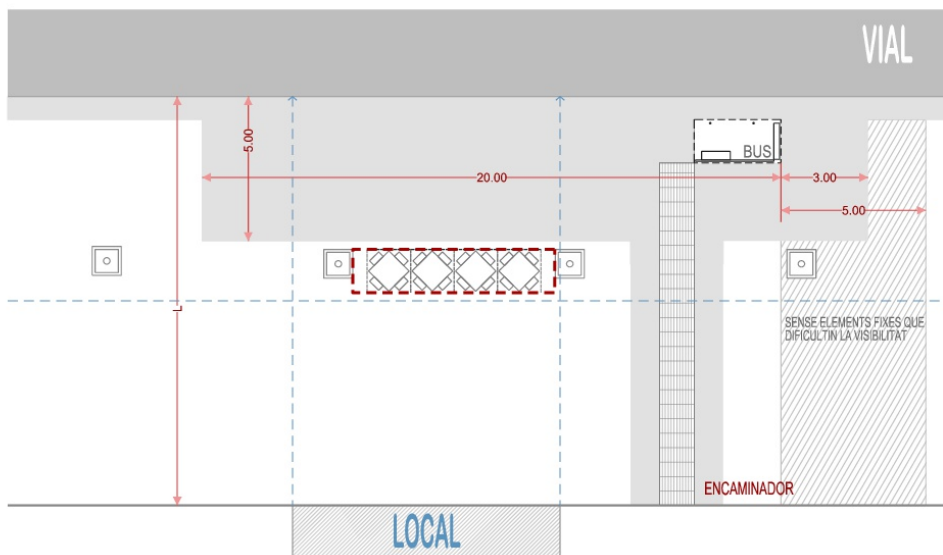 VIAL
5.00
BUS
20.00
3.00
5.00
L
SENSE ELEMENTS FIXES QUE
DIFICULTIN LA VISIBILITAT
ENCAMINADOR
LOCAL